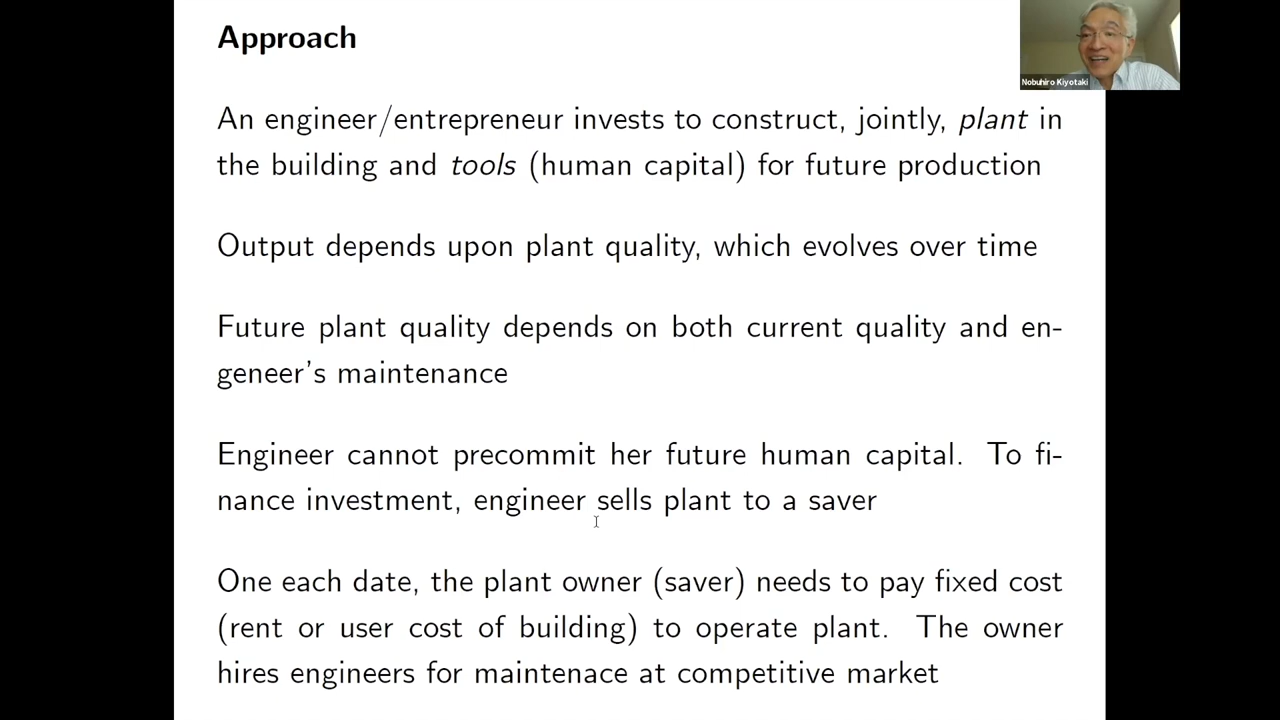 Approach
Nobuhiro Kiyotaki
An engineer/entrepreneur invests to construct, jointly, plant in
the building and tools (human capital) for future production
Output depends upon plant quality, which evolves over time
Future plant quality depends on both current quality and en-
geneer's maintenance
Engineer cannot precommit her future human capital. To fi-
nance investment, engineer sells plant to a saver
One each date, the plant owner (saver) needs to pay fixed cost
(rent or user cost of building) to operate plant. The owner
hires engineers for maintenace at competitive market